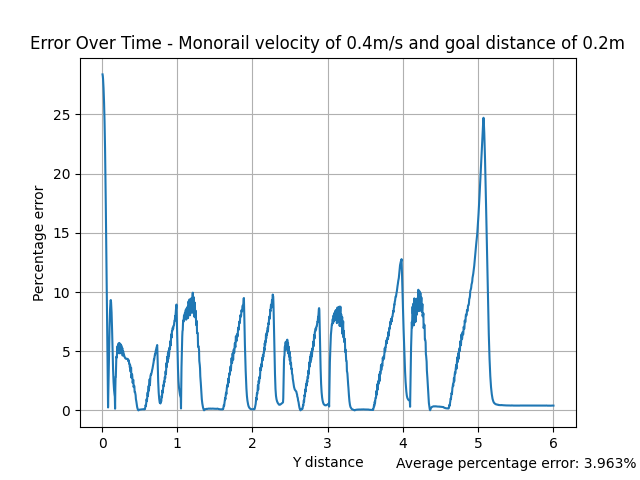 Error Over Time - Monorail velocity of 0.4m/s and goal distance of 0.2m
25
20
15
10
5
0
Percentage error
0 1 2 3 4 5 6
Y distance
Average percentage error: 3.963%